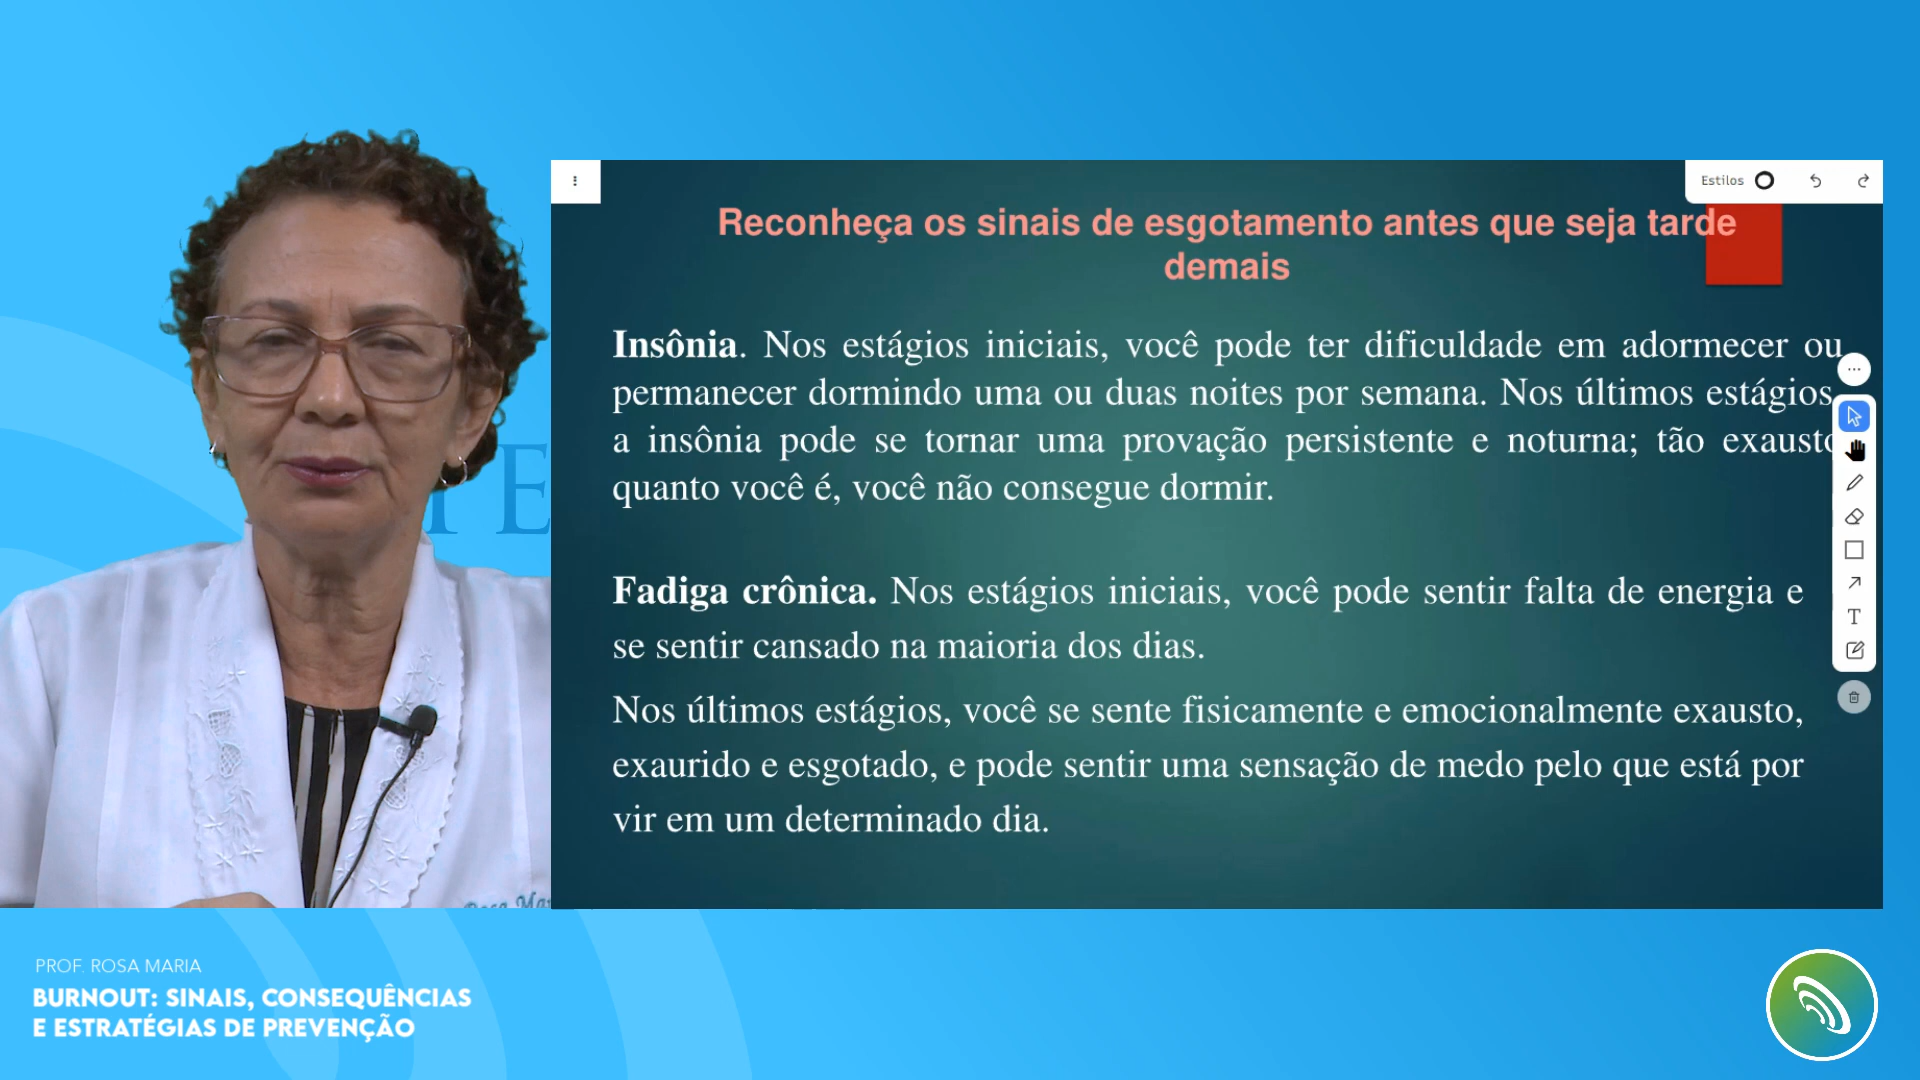 Estilos
Reconheça os sinais de esgotamento antes que seja tarde
demais
Insônia. Nos estágios iniciais, você pode ter dificuldade em adormecer ou
permanecer dormindo uma ou duas noites por semana. Nos últimos estágios,
a insônia pode se tornar uma provação persistente e noturna; tão exausto
quanto você é, você não consegue dormir.
Fadiga crônica. Nos estágios iniciais, você pode sentir falta de energia e
se sentir cansado na maioria dos dias.
Nos últimos estágios, você se sente fisicamente e emocionalmente exausto,
exaurido e esgotado, e pode sentir uma sensação de medo pelo que está por
vir em um determinado dia.
T
PROF. ROSA MARIA
BURNOUT: SINAIS, CONSEQUÊNCIAS
E ESTRATÉGIAS DE PREVENÇÃO